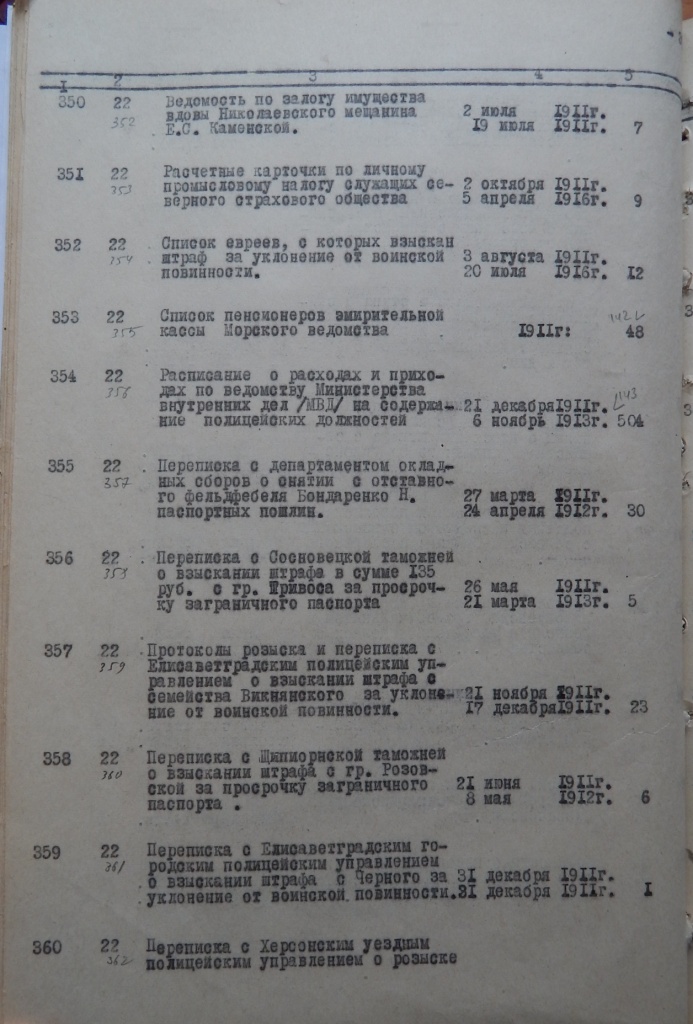 1 2 3 4 5
350 22 Ведомость по залогу имущества
352 вдовы Николаевского мещанина 2 июля 1911г.
Е.С. Каменской. 19 июля 1911г. 7
351 22 Расчетные карточки по личному
353 промысловому налогу служащих се- 2 октября 1911г.
верного страхового общества 5 апреля 1916г. 9
352 22 Список евреев, с которых взыскан
354 штраф за уклонение от воинской 3 августа 1911г.
повинности. 20 июля 1916г. 12
353 22 Список пенсионеров эмирительной 1142
355 кассы Морского ведомства 1911г: 48
354 22 Расписание о расходах и прихо-
356 дах по ведомству Министерства 1143
внутренних дел /МВД/ на содержа- 21 декабря1911г.
ние полицейских должностей 6 ноябрь 1913г. 504
355 22 Переписка с департаментом оклад-
357 ных сборов о снятии с отставно-
го фельдфебеля Бондаренко Н. 27 марта 1911г.
паспортных пошлин. 24 апреля 1912г. 30
356 22 Переписка с Сосновецкой таможней
358 о взыскании штрафа в сумме 135
руб. с гр. Привоса за просроч- 26 мая 1911г.
ку заграничного паспорта 21 марта 1913г. 5
357 22 Протоколы розыска и переписка с
359 Елисаветградским полицейским уп-
равлением о взыскании штрафа с
семейства Викнянского за уклоне- 21 ноября 1911г.
ние от воинской повинности. 17 декабря1911г. 23
358 22 Переписка с Щипиорнской таможней
360 о взыскании штрафа с гр. Розов-
ской за просрочку заграничного 21 июня 1911г.
паспорта . 8 мая 1912г. 6
359 22 Переписка с Елисаветградским го-
361 родским полицейским управлением
о взыскании штрафа с Черного за 31 декабря 1911г.
уклонение от воинской повинности.31 декабря 1911г. 1
360 22 Переписка с Херсонским уездным
362 полицейским управлением о розыске